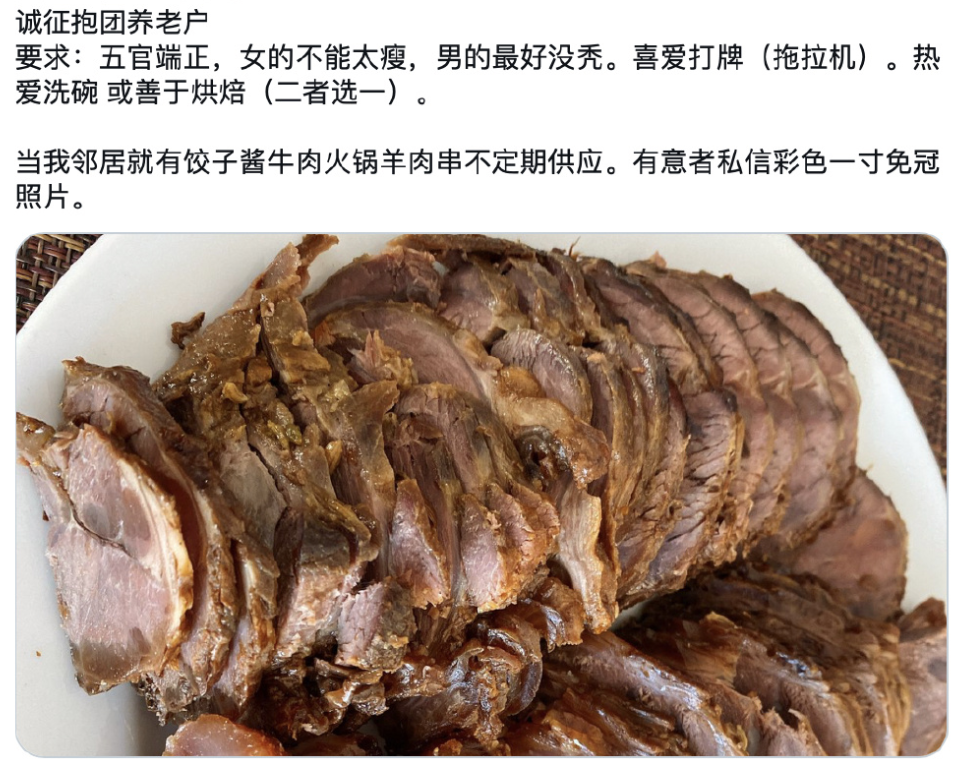 诚征抱团养老户
要求：五官端正，女的不能太瘦，男的最好没秃。喜爱打牌（拖拉机）。热
爱洗碗 或善于烘焙（二者选一）。
当我邻居就有饺子酱牛肉火锅羊肉串不定期供应。有意者私信彩色一寸免冠
照片。